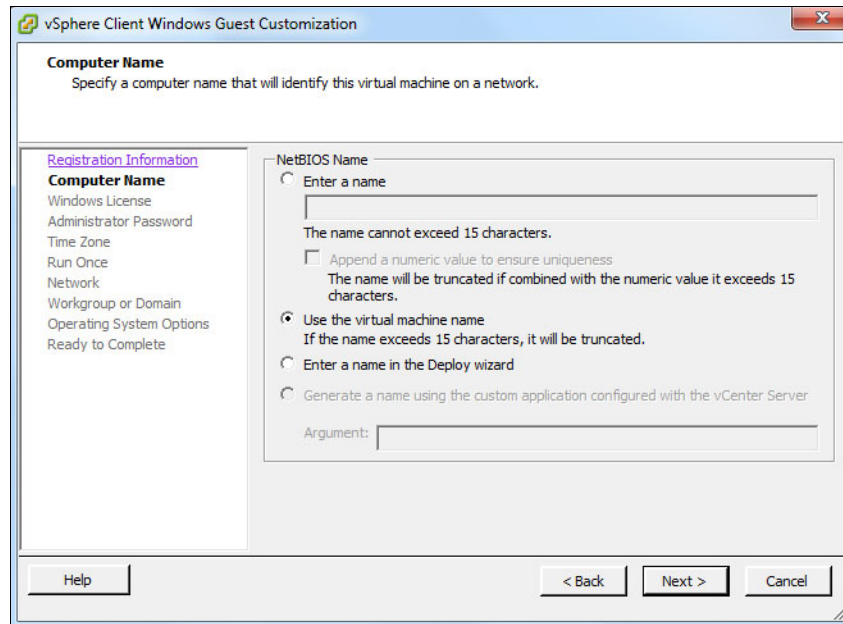 vSphere Client Windows Guest Customization
Computer Name
Specify a computer name that will identify this virtual machine on a network.
Registration Information
Computer Name
Windows License
Administrator Password
Time Zone
Run Once
Network
Workgroup or Domain
Operating System Options
Ready to Complete
NetBIOS Name
Enter a name
The name cannot exceed 15 characters.
Append a numeric value to ensure uniqueness
The name will be truncated if combined with the numeric value it exceeds 15
characters.
Use the virtual machine name
If the name exceeds 15 characters, it will be truncated.
Enter a name in the Deploy wizard
Generate a name using the custom application configured with the vCenter Server
Argument:
Help
< Back
Next >
Cancel